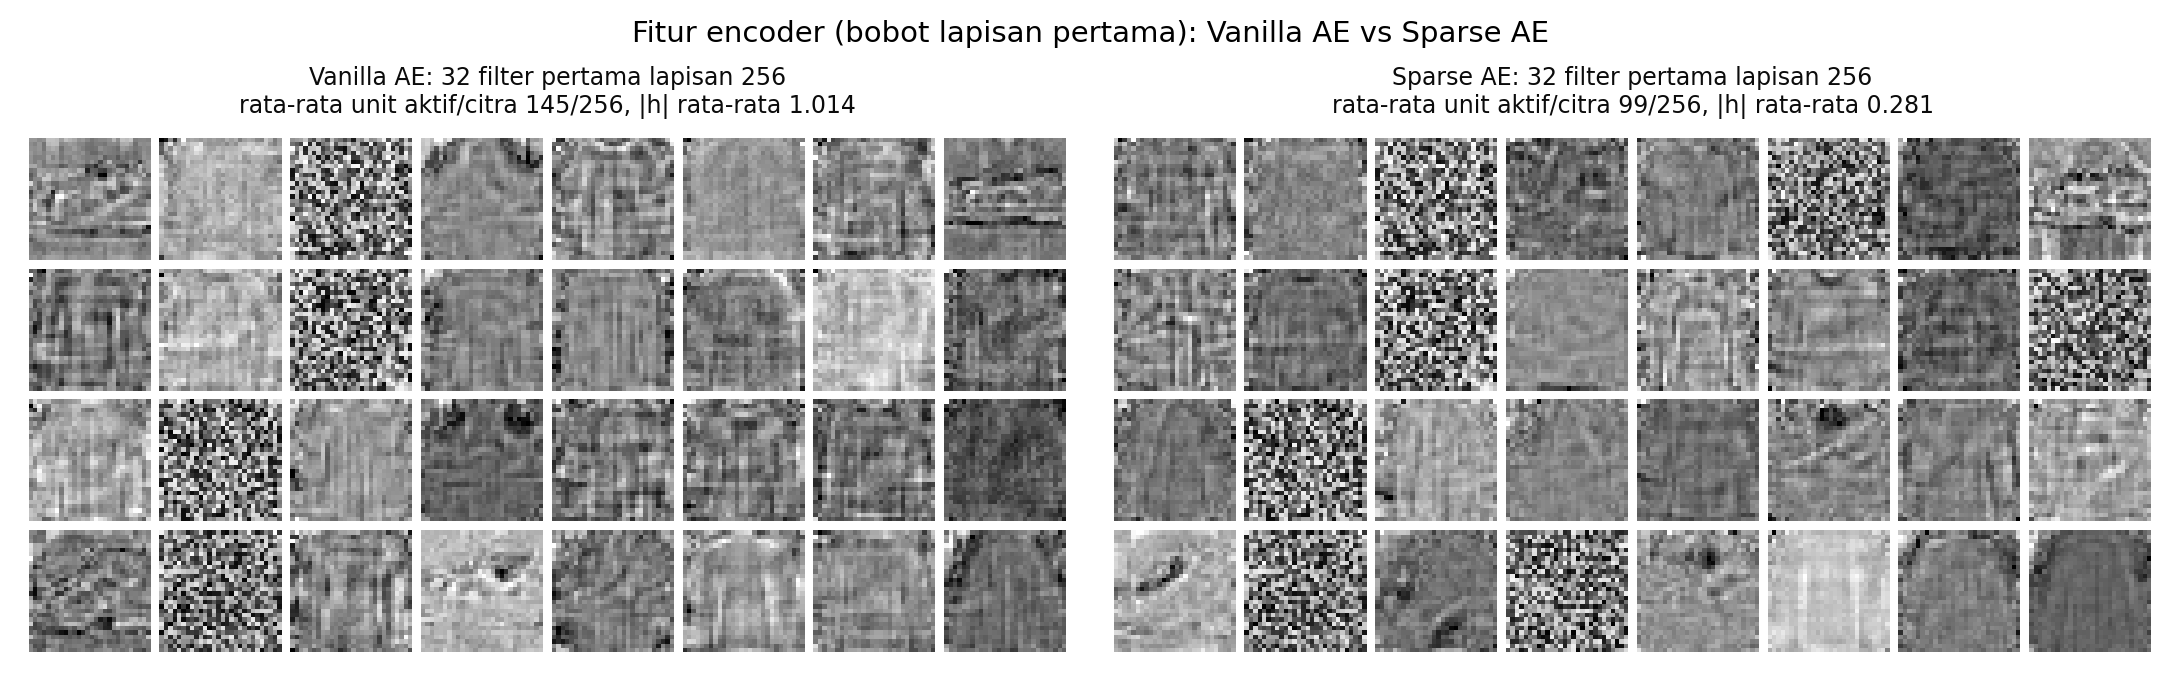 Fitur encoder (bobot lapisan pertama): Vanilla AE vs Sparse AE
Vanilla AE: 32 filter pertama lapisan 256
rata-rata unit aktif/citra 145/256, |h| rata-rata 1.014
Sparse AE: 32 filter pertama lapisan 256
rata-rata unit aktif/citra 99/256, |h| rata-rata 0.281